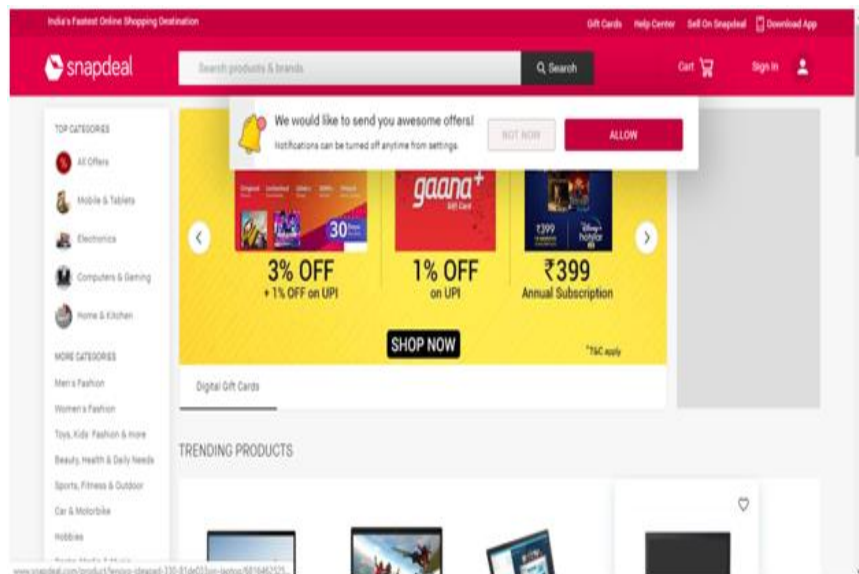 India's Fastest Online Shopping Destination
Gift Cards Help Center Sell On Snapdeal Download App
snapdeal
Search products & brands
Search
Cart
Sign In
We would like to send you awesome offers!
Notifications can be turned off anytime from settings.
NOT NOW
ALLOW
TOP CATEGORIES
All Offers
Mobile & Tablets
Electronics
Computers & Gaming
Home & Kitchen
MORE CATEGORIES
Men's Fashion
Women's Fashion
Toys, Kids' Fashion & more
Beauty, Health & Daily Needs
Sports, Fitness & Outdoor
Car & Motorbike
Hobbies
30
3% OFF
+ 1% OFF on UPI
gaana+
Gift Card
1% OFF
on UPI
₹399
Disney+
hotstar
₹399
Annual Subscription
SHOP NOW
*T&C apply
Digital Gift Cards
TRENDING PRODUCTS